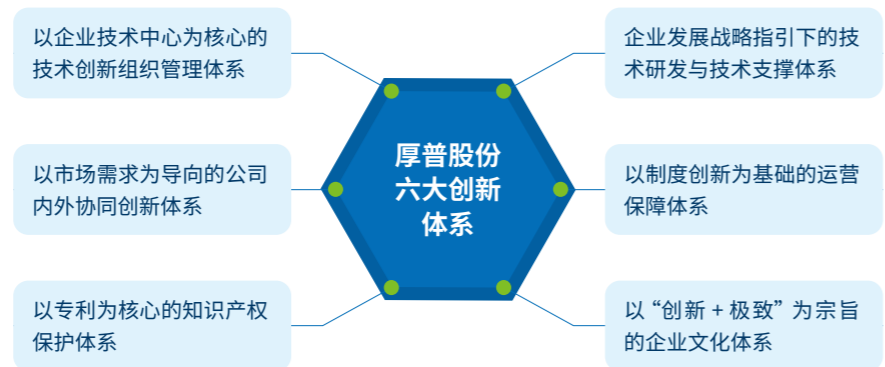 以企业技术中心为核心的
技术创新组织管理体系
企业发展战略指引下的技
术研发与技术支撑体系
厚普股份
六大创新
体系
以市场需求为导向的公司
内外协同创新体系
以制度创新为基础的运营
保障体系
以专利为核心的知识产权
保护体系
以“创新 + 极致”为宗旨
的企业文化体系